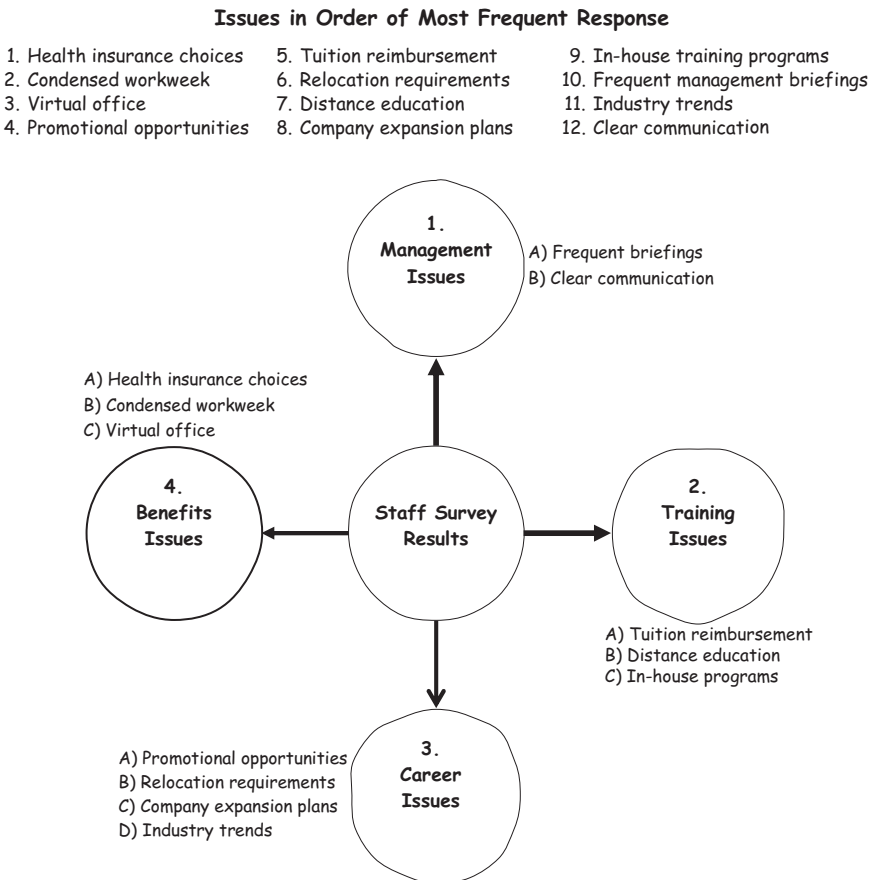 Issues in Order of Most Frequent Response
1. Health insurance choices
2. Condensed workweek
3. Virtual office
4. Promotional opportunities
5. Tuition reimbursement
6. Relocation requirements
7. Distance education
8. Company expansion plans
9. In-house training programs
10. Frequent management briefings
11. Industry trends
12. Clear communication
1.
Management
Issues
A) Frequent briefings
B) Clear communication
A) Health insurance choices
B) Condensed workweek
C) Virtual office
4.
Benefits
Issues
Staff Survey
Results
2.
Training
Issues
A) Tuition reimbursement
B) Distance education
C) In-house programs
A) Promotional opportunities
B) Relocation requirements
C) Company expansion plans
D) Industry trends
3.
Career
Issues